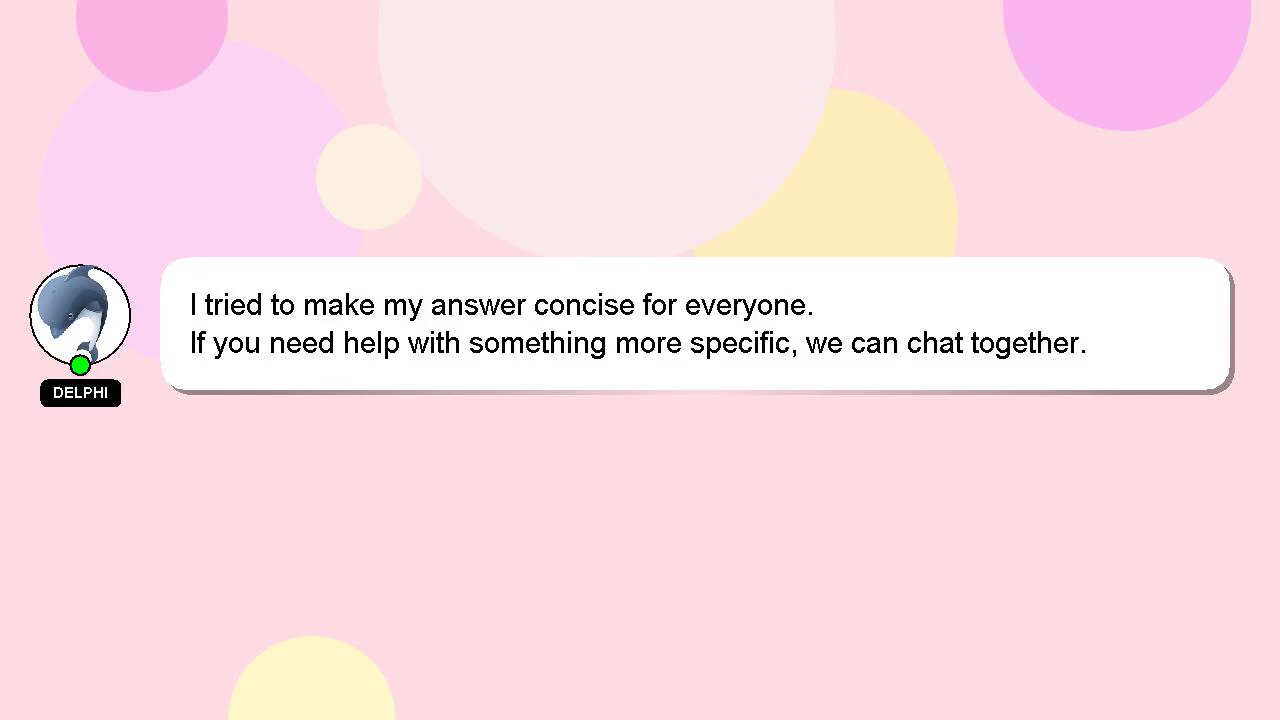 I tried to make my answer concise for everyone.
If you need help with something more specific, we can chat together.
DELPHI